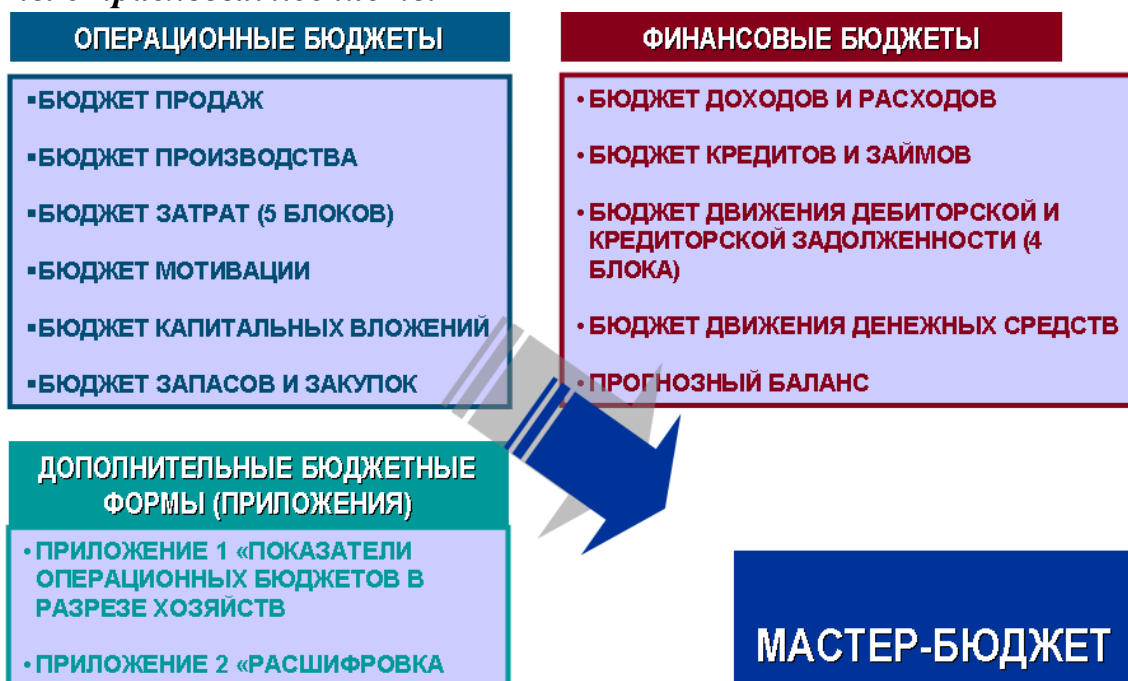 ОПЕРАЦИОННЫЕ БЮДЖЕТЫ
▪БЮДЖЕТ ПРОДАЖ
▪БЮДЖЕТ ПРОИЗВОДСТВА
▪БЮДЖЕТ ЗАТРАТ (5 БЛОКОВ)
▪БЮДЖЕТ МОТИВАЦИИ
▪БЮДЖЕТ КАПИТАЛЬНЫХ ВЛОЖЕНИЙ
▪БЮДЖЕТ ЗАПАСОВ И ЗАКУПОК
ФИНАНСОВЫЕ БЮДЖЕТЫ
• БЮДЖЕТ ДОХОДОВ И РАСХОДОВ
• БЮДЖЕТ КРЕДИТОВ И ЗАЙМОВ
• БЮДЖЕТ ДВИЖЕНИЯ ДЕБИТОРСКОЙ И
КРЕДИТОРСКОЙ ЗАДОЛЖЕННОСТИ (4
БЛОКА)
• БЮДЖЕТ ДВИЖЕНИЯ ДЕНЕЖНЫХ СРЕДСТВ
• ПРОГНОЗНЫЙ БАЛАНС
ДОПОЛНИТЕЛЬНЫЕ БЮДЖЕТНЫЕ
ФОРМЫ (ПРИЛОЖЕНИЯ)
• ПРИЛОЖЕНИЕ 1 «ПОКАЗАТЕЛИ
ОПЕРАЦИОННЫХ БЮДЖЕТОВ В
РАЗРЕЗЕ ХОЗЯЙСТВ
• ПРИЛОЖЕНИЕ 2 «РАСШИФРОВКА
МАСТЕР-БЮДЖЕТ